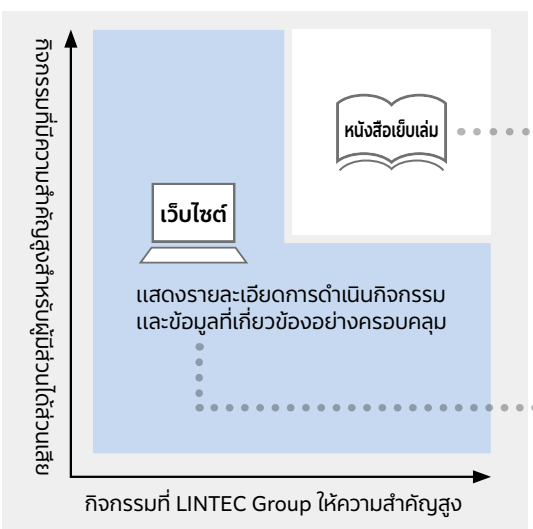 กิจกรรมที่มีความสำคัญสูงสำหรับผู้มีส่วนได้ส่วนเสีย
หนังสือเย็บเล่ม
เว็บไซต์
แสดงรายละเอียดการดำเนินกิจกรรม
และข้อมูลที่เกี่ยวข้องอย่างครอบคลุม
กิจกรรมที่ LINTEC Group ให้ความสำคัญสูง